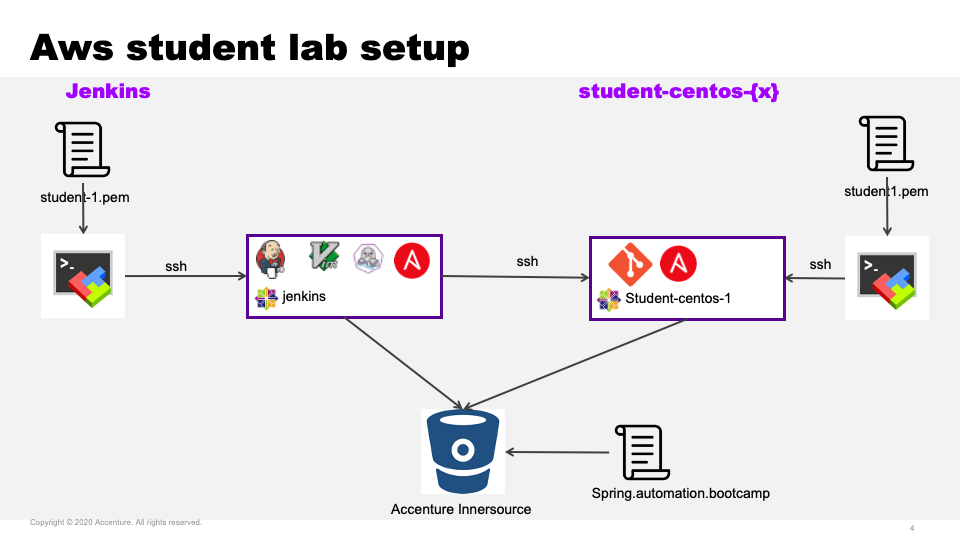 Aws student lab setup
Jenkins
student-centos-{x}
student-1.pem
student1.pem
>_
>_
ssh
ssh
ssh
jenkins
Student-centos-1
Accenture Innersource
Spring.automation.bootcamp
Copyright © 2020 Accenture. All rights reserved.
4